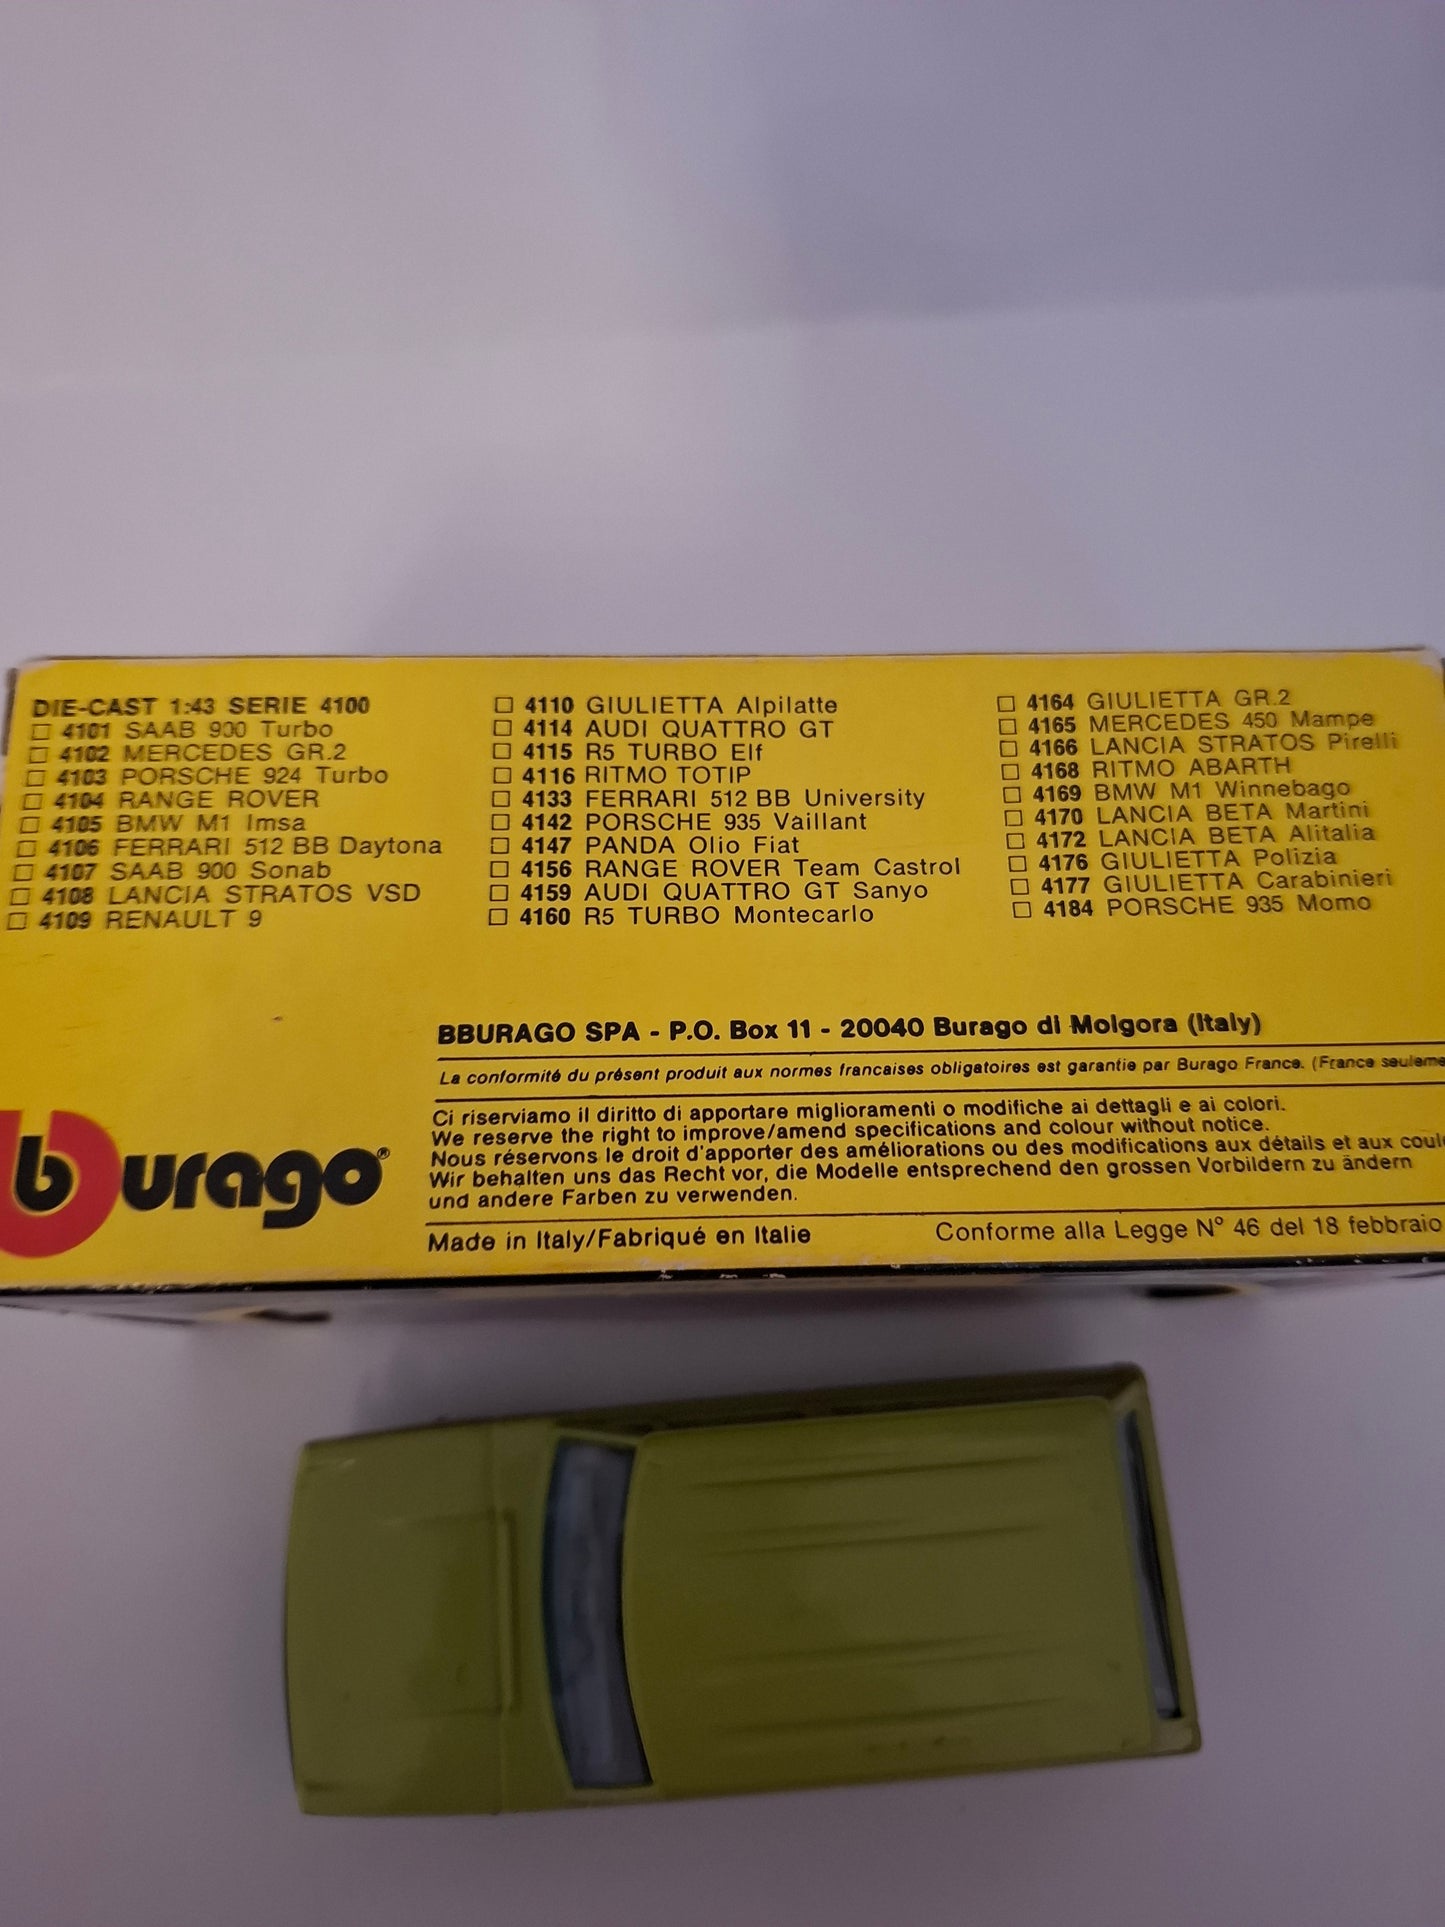 DIE-CAST 1:43 SERIE 4100
4101 SAAB 900 Turbo
4102 MERCEDES GR.2
4103 PORSCHE 924 Turbo
4104 RANGE ROVER
4105 BMW M1 Imsa
4106 FERRARI 512 BB Daytona
4107 SAAB 900 Sonab
4108 LANCIA STRATOS VSD
4109 RENAULT 9
4110 GIULIETTA Alpilatte
4114 AUDI QUATTRO GT
4115 R5 TURBO Elf
4116 RITMO TOTIP
4133 FERRARI 512 BB University
4142 PORSCHE 935 Vaillant
4147 PANDA Olio Fiat
4156 RANGE ROVER Team Castrol
4159 AUDI QUATTRO GT Sanyo
4160 R5 TURBO Montecarlo
4164 GIULIETTA GR.2
4165 MERCEDES 450 Mampe
4166 LANCIA STRATOS Pirelli
4168 RITMO ABARTH
4169 BMW M1 Winnebago
4170 LANCIA BETA Martini
4172 LANCIA BETA Alitalia
4176 GIULIETTA Polizia
4177 GIULIETTA Carabinieri
4184 PORSCHE 935 Momo
BBURAGO SPA - P.O. Box 11 - 20040 Burago di Molgora (Italy)
La conformité du présent produit aux normes francaises obligatoires est garantie par Burago France. (France seuleme
burago®
Ci riserviamo il diritto di apportare miglioramenti o modifiche ai dettagli e ai colori.
We reserve the right to improve/amend specifications and colour without notice.
Nous réservons le droit d'apporter des améliorations ou des modifications aux détails et aux coule
Wir behalten uns das Recht vor, die Modelle entsprechend den grossen Vorbildern zu ändern
und andere Farben zu verwenden.
Made in Italy/Fabriqué en Italie
Conforme alla Legge N° 46 del 18 febbraio